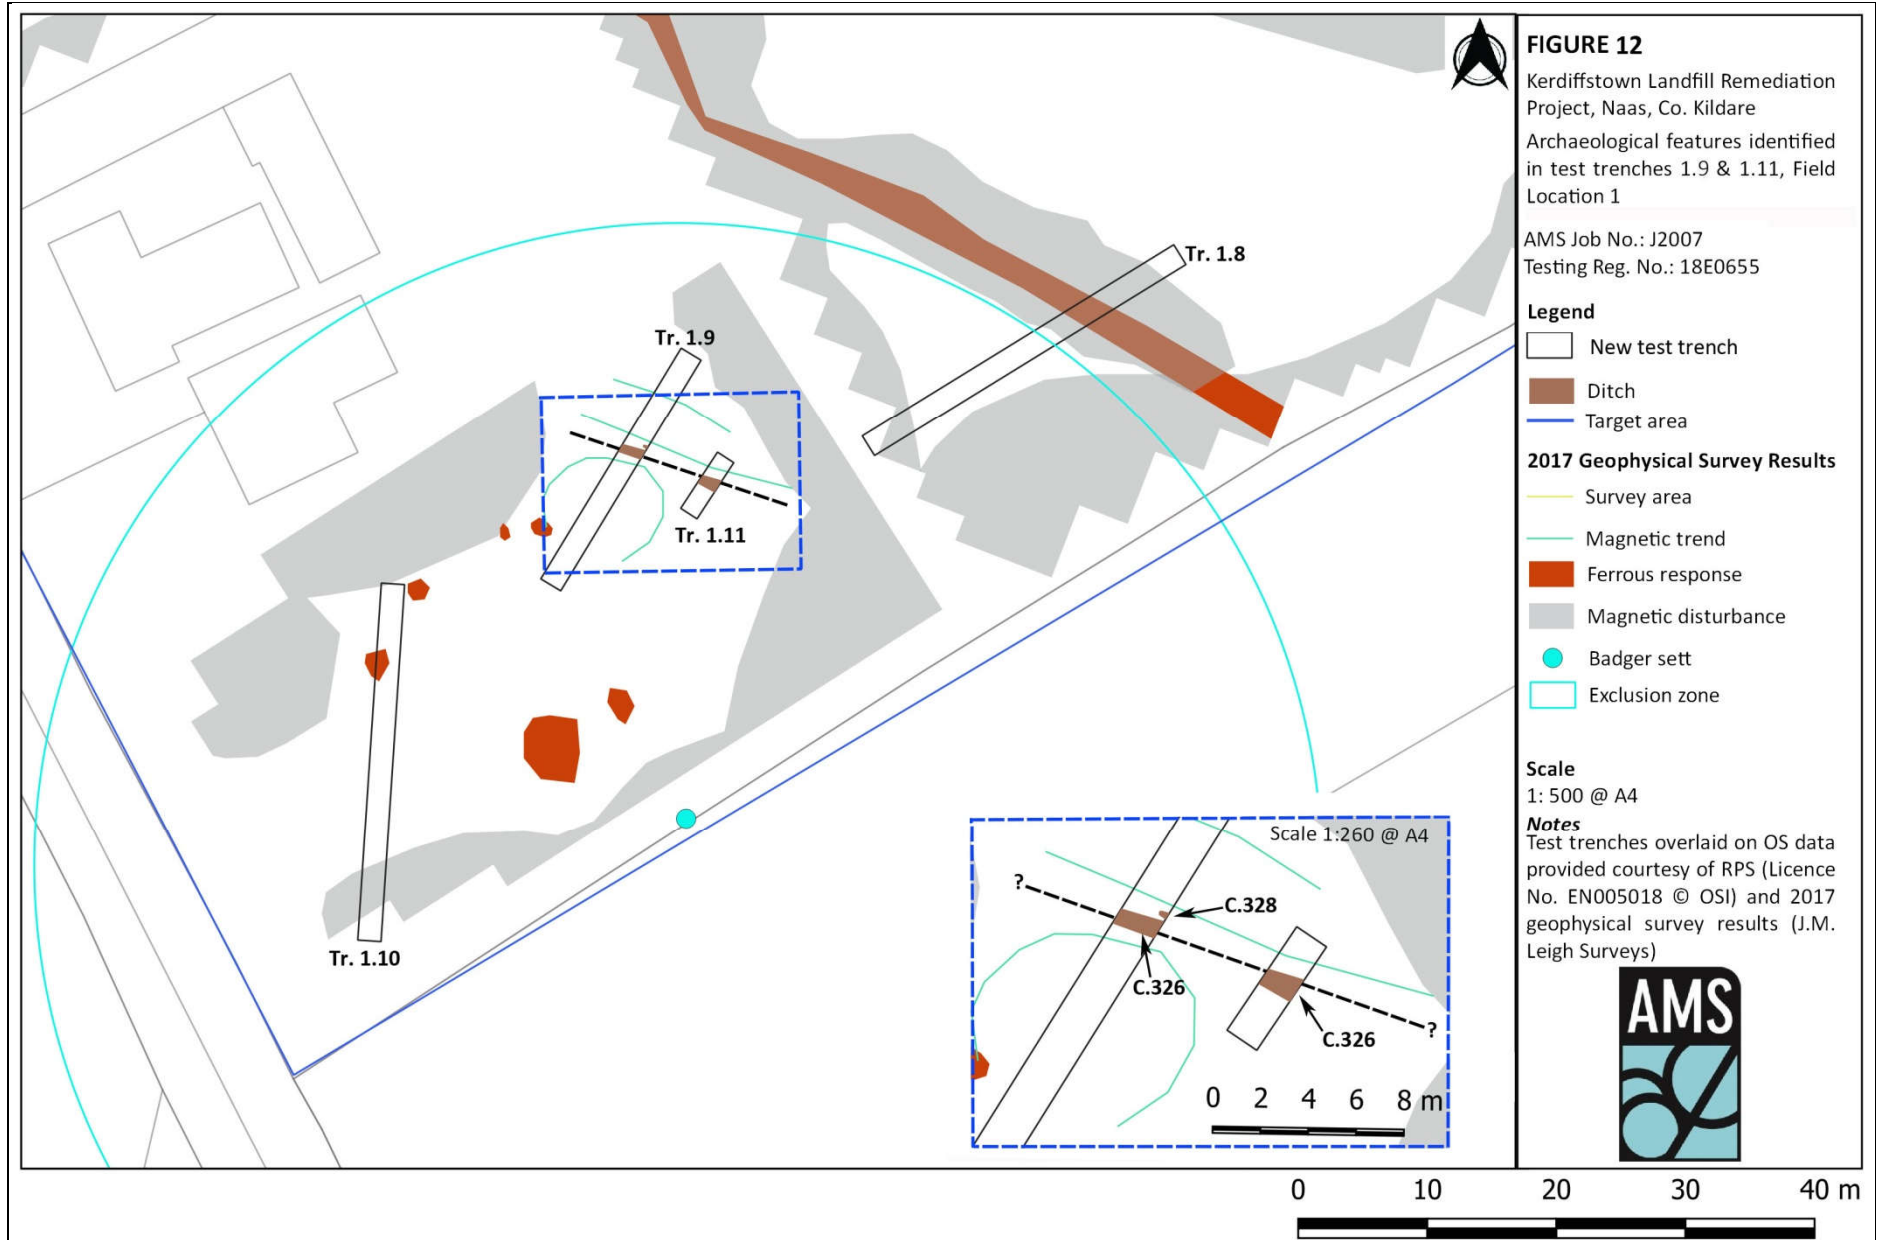 Tr. 1.8
Tr. 1.9
Tr. 1.11
Tr. 1.10
Scale 1:260 @ A4
?
C.328
C.326
C.326
?
0 2 4 6 8 m
FIGURE 12
Kerdiffstown Landfill Remediation
Project, Naas, Co. Kildare
Archaeological features identified
in test trenches 1.9 & 1.11, Field
Location 1
AMS Job No.: J2007
Testing Reg. No.: 18E0655
Legend
New test trench
Ditch
Target area
2017 Geophysical Survey Results
Survey area
Magnetic trend
Ferrous response
Magnetic disturbance
Badger sett
Exclusion zone
Scale
1: 500 @ A4
Notes
Test trenches overlaid on OS data
provided courtesy of RPS (Licence
No. EN005018 © OSI) and 2017
geophysical survey results (J.M.
Leigh Surveys)
AMS
0 10 20 30 40 m